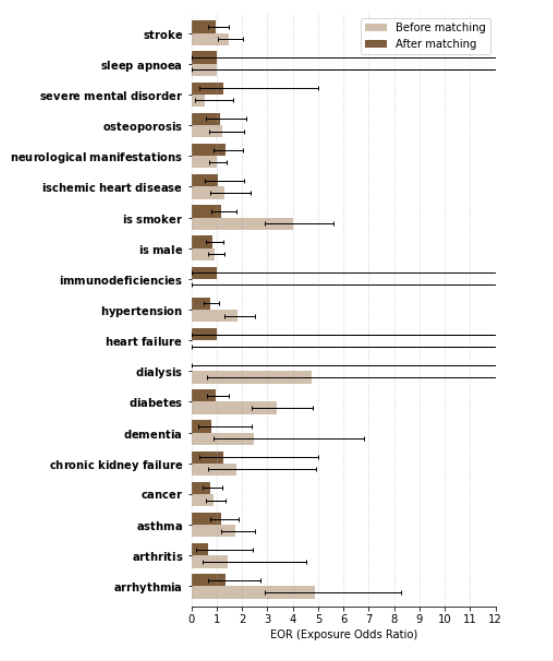 Before matching
After matching
stroke
sleep apnoea
severe mental disorder
osteoporosis
neurological manifestations
ischemic heart disease
is smoker
is male
immunodeficiencies
hypertension
heart failure
dialysis
diabetes
dementia
chronic kidney failure
cancer
asthma
arthritis
arrhythmia
0 1 2 3 4 5 6 7 8 9 10 11 12
EOR (Exposure Odds Ratio)